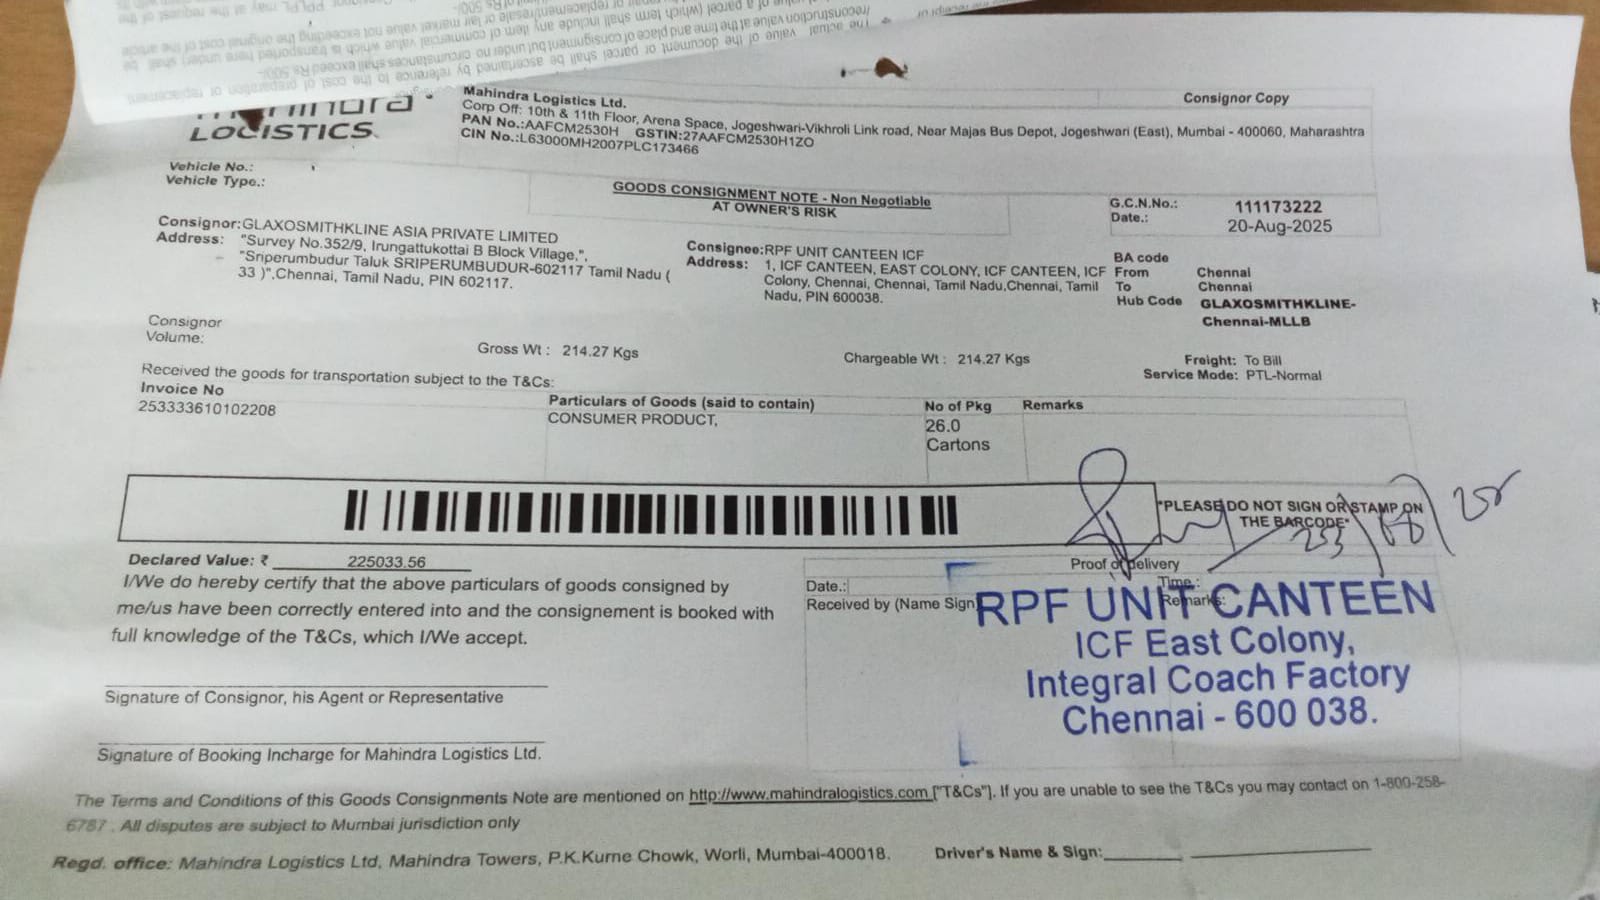 LOGISTICS
Mahindra Logistics Ltd.
Consignor Copy
Corp Off: 10th & 11th Floor, Arena Space, Jogeshwari-Vikhroli Link road, Near Majas Bus Depot, Jogeshwari (East), Mumbai - 400060, Maharashtra
PAN No.:AAFCM2530H GSTIN:27AAFCM2530H1ZO
CIN No.:L63000MH2007PLC173466
Vehicle No.:
Vehicle Type.:
GOODS CONSIGNMENT NOTE - Non Negotiable
AT OWNER'S RISK
G.C.N.No.: 111173222
Date.: 20-Aug-2025
Consignor:GLAXOSMITHKLINE ASIA PRIVATE LIMITED
Address: "Survey No.352/9, Irungattukottai B Block Village,",
"Sriperumbudur Taluk SRIPERUMBUDUR-602117 Tamil Nadu (
33 )",Chennai, Tamil Nadu, PIN 602117.
Consignee:RPF UNIT CANTEEN ICF
Address: 1, ICF CANTEEN, EAST COLONY, ICF CANTEEN, ICF
Colony, Chennai, Chennai, Tamil Nadu,Chennai, Tamil
Nadu, PIN 600038.
BA code
From Chennai
To Chennai
Hub Code GLAXOSMITHKLINE-
Chennai-MLLB
Consignor
Volume:
Gross Wt : 214.27 Kgs
Chargeable Wt : 214.27 Kgs
Freight: To Bill
Service Mode: PTL-Normal
Received the goods for transportation subject to the T&Cs:
Invoice No Particulars of Goods (said to contain) No of Pkg Remarks
253333610102208 CONSUMER PRODUCT, 26.0
Cartons
*PLEASE DO NOT SIGN OR STAMP ON
THE BARCODE*
Declared Value: ₹ 225033.56
I/We do hereby certify that the above particulars of goods consigned by
me/us have been correctly entered into and the consignement is booked with
full knowledge of the T&Cs, which I/We accept.
Proof of Delivery
Date.: Time.:
Received by (Name Sign) Remarks:
RPF UNIT CANTEEN
ICF East Colony,
Integral Coach Factory
Chennai - 600 038.
Signature of Consignor, his Agent or Representative
Signature of Booking Incharge for Mahindra Logistics Ltd.
The Terms and Conditions of this Goods Consignments Note are mentioned on http://www.mahindralogistics.com ["T&Cs"]. If you are unable to see the T&Cs you may contact on 1-800-258-
6787 . All disputes are subject to Mumbai jurisdiction only
Regd. office: Mahindra Logistics Ltd, Mahindra Towers, P.K.Kurne Chowk, Worli, Mumbai-400018.
Driver's Name & Sign: